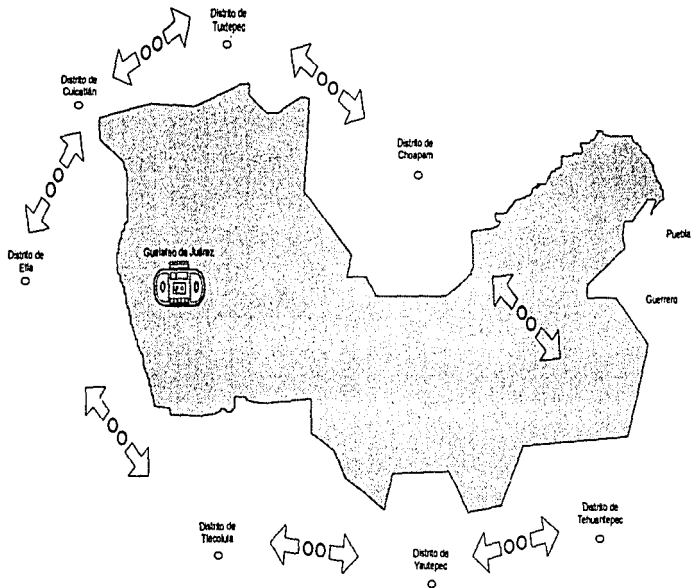 Distrito de
Tuxtepec
Distrito de
Cuicatlán
Distrito de
Choapam
Puebla
Distrito de
Etla
Guelatao de Juárez
Guerrero
Distrito de
Tlacolula
Distrito de
Yautepec
Distrito de
Tehuantepec